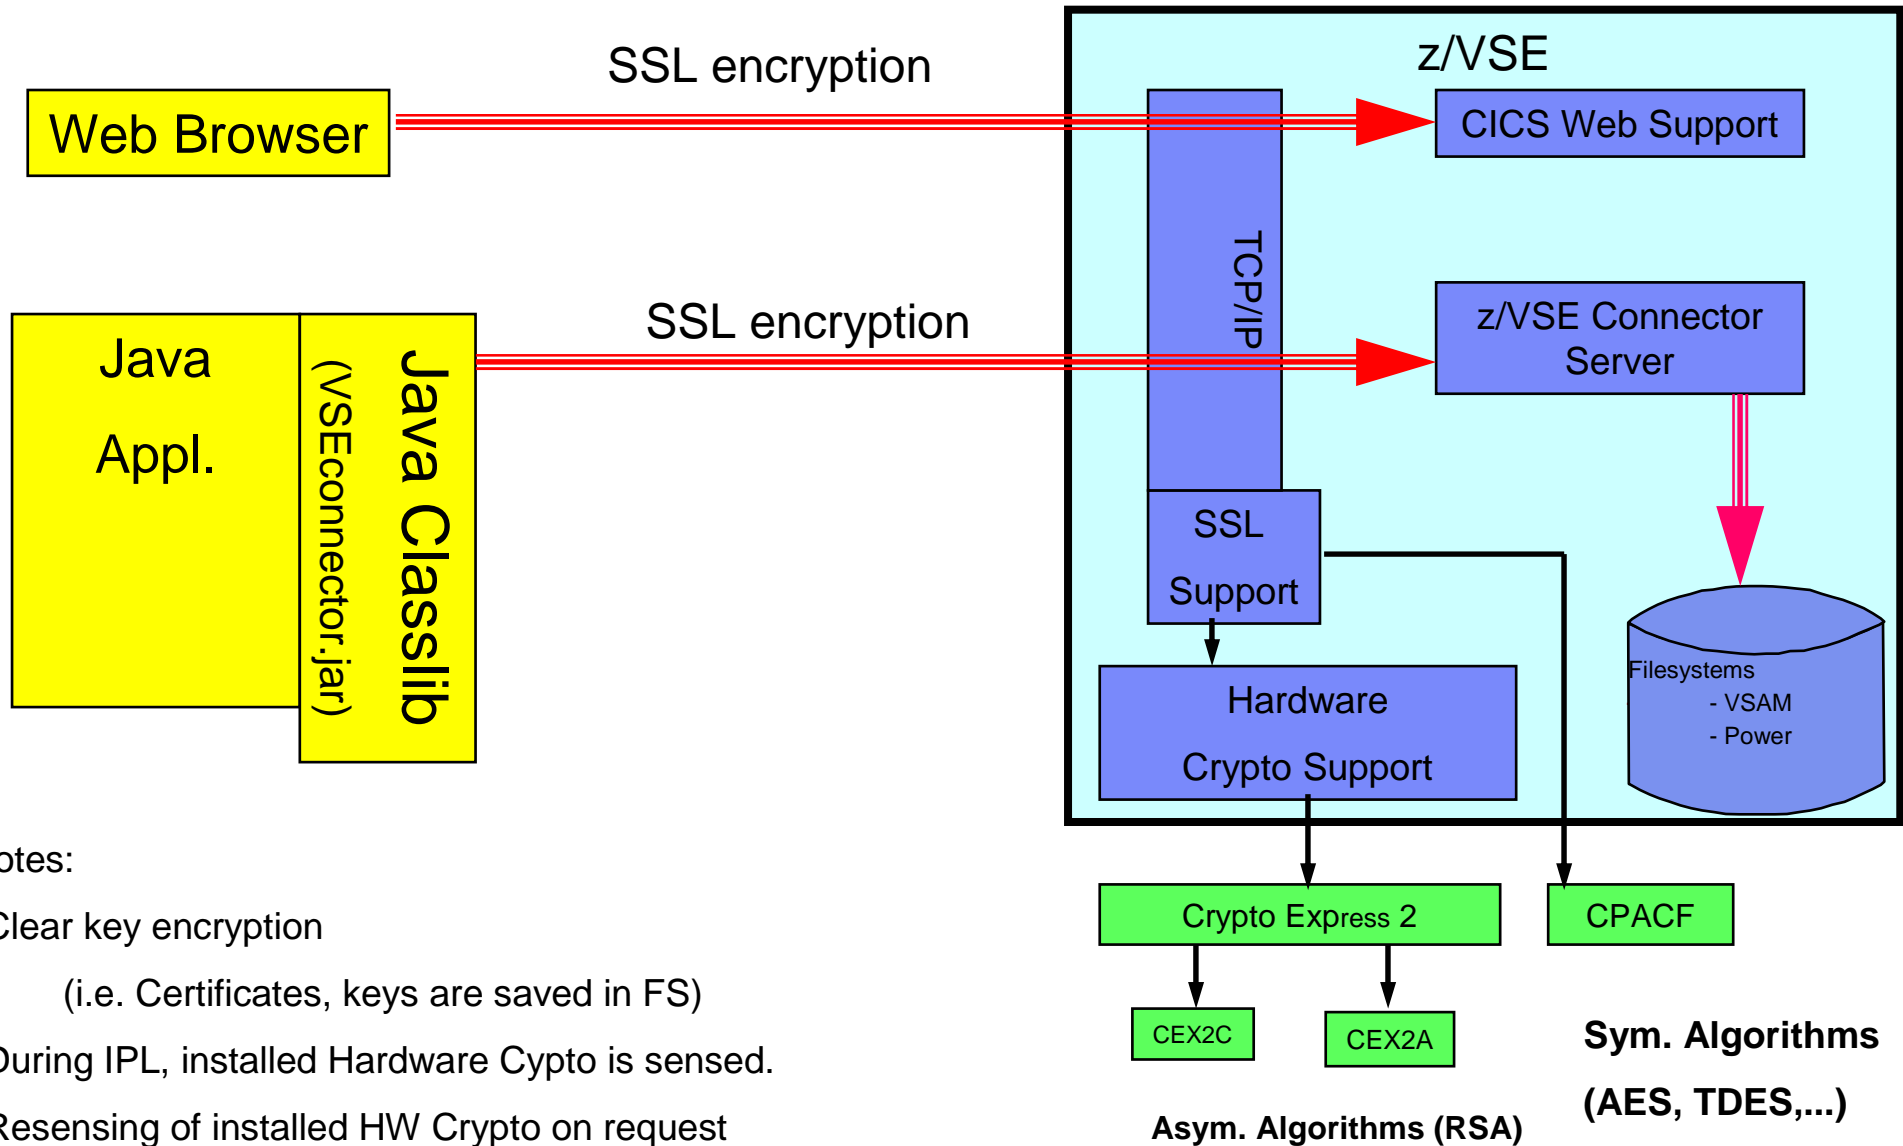 z/VSE
SSL encryption
Web Browser
CICS Web Support
TCP/IP
SSL encryption
z/VSE Connector
Server
Java
Appl.
Java Classlib
(VSEconnector.jar)
SSL
Support
Filesystems
- VSAM
- Power
Hardware
Crypto Support
otes:
Clear key encryption
(i.e. Certificates, keys are saved in FS)
During IPL, installed Hardware Cypto is sensed.
Resensing of installed HW Crypto on request
Crypto Express 2
CPACF
CEX2C
CEX2A
Sym. Algorithms
(AES, TDES,...)
Asym. Algorithms (RSA)